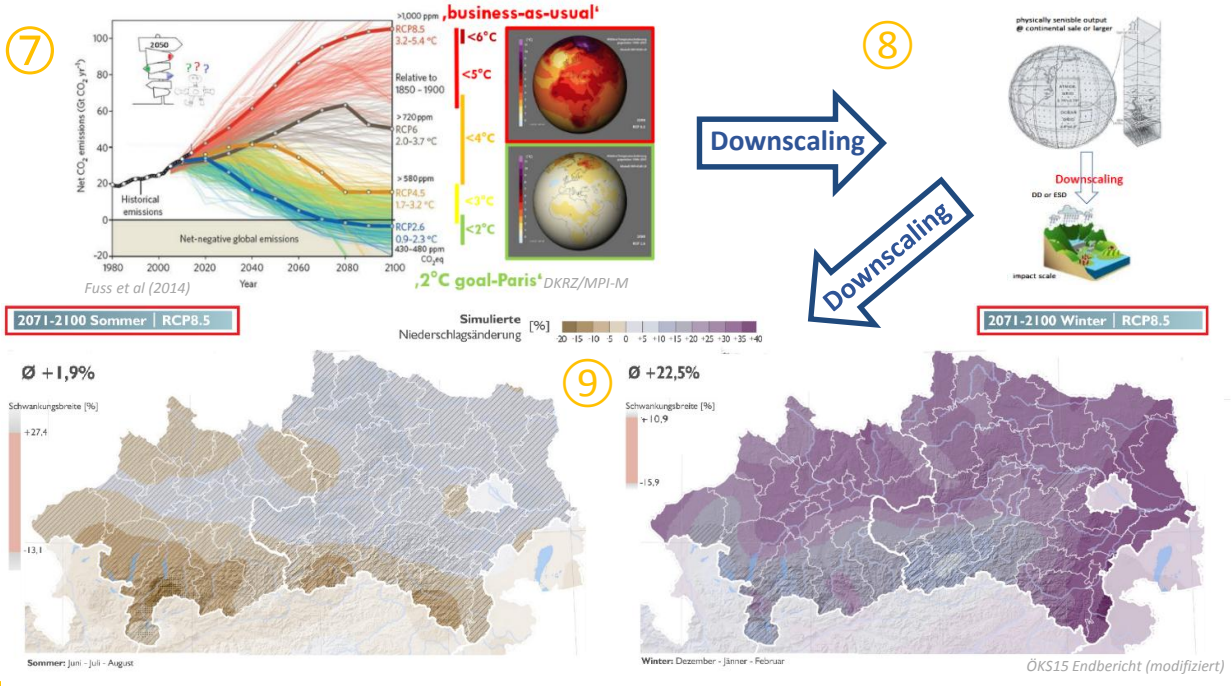 7
‚business-as-usual‘
>1,000 ppm
RCP8.5
3.2–5.4 °C
Relative to
1850–1900
>720 ppm
RCP6
2.0–3.7 °C
>580 ppm
RCP4.5
1.7–3.2 °C
RCP2.6
0.9–2.3 °C
430–480 ppm
CO2eq
<6°C
<5°C
<4°C
<3°C
<2°C
Net CO2 emissions (Gt CO2 yr-1)
100
80
60
40
20
0
-20
2050
? ? ?
Historical
emissions
Net-negative global emissions
1980 2000 2020 2040 2060 2080 2100
Year
Fuss et al (2014)
‚2°C goal-Paris‘
DKRZ/MPI-M
Downscaling
Downscaling
8
physically senisble output
@ continental sale or larger
Downscaling
DD or ESD
impact scale
2071-2100 Sommer | RCP8.5
Simulierte
Niederschlagsänderung
[%]
-20 -15 -10 -5 0 +5 +10 +15 +20 +25 +30 +35 +40
2071-2100 Winter | RCP8.5
9
Ø +1,9%
Schwankungsbreite [%]
+27,4
-13,1
Sommer: Juni - Juli - August
Ø +22,5%
Schwankungsbreite [%]
+10,9
-15,9
Winter: Dezember - Jänner - Februar
ÖKS15 Endbericht (modifiziert)